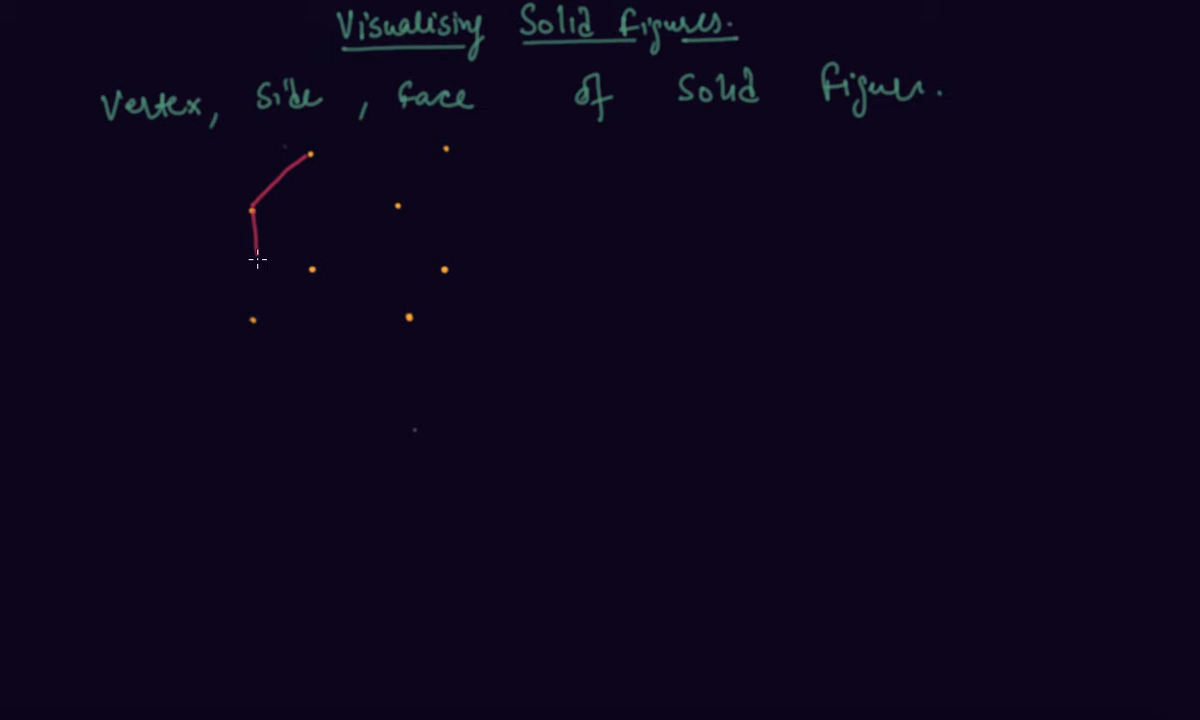 Visualising Solid figures.
Vertex, Side, face of Solid figure.